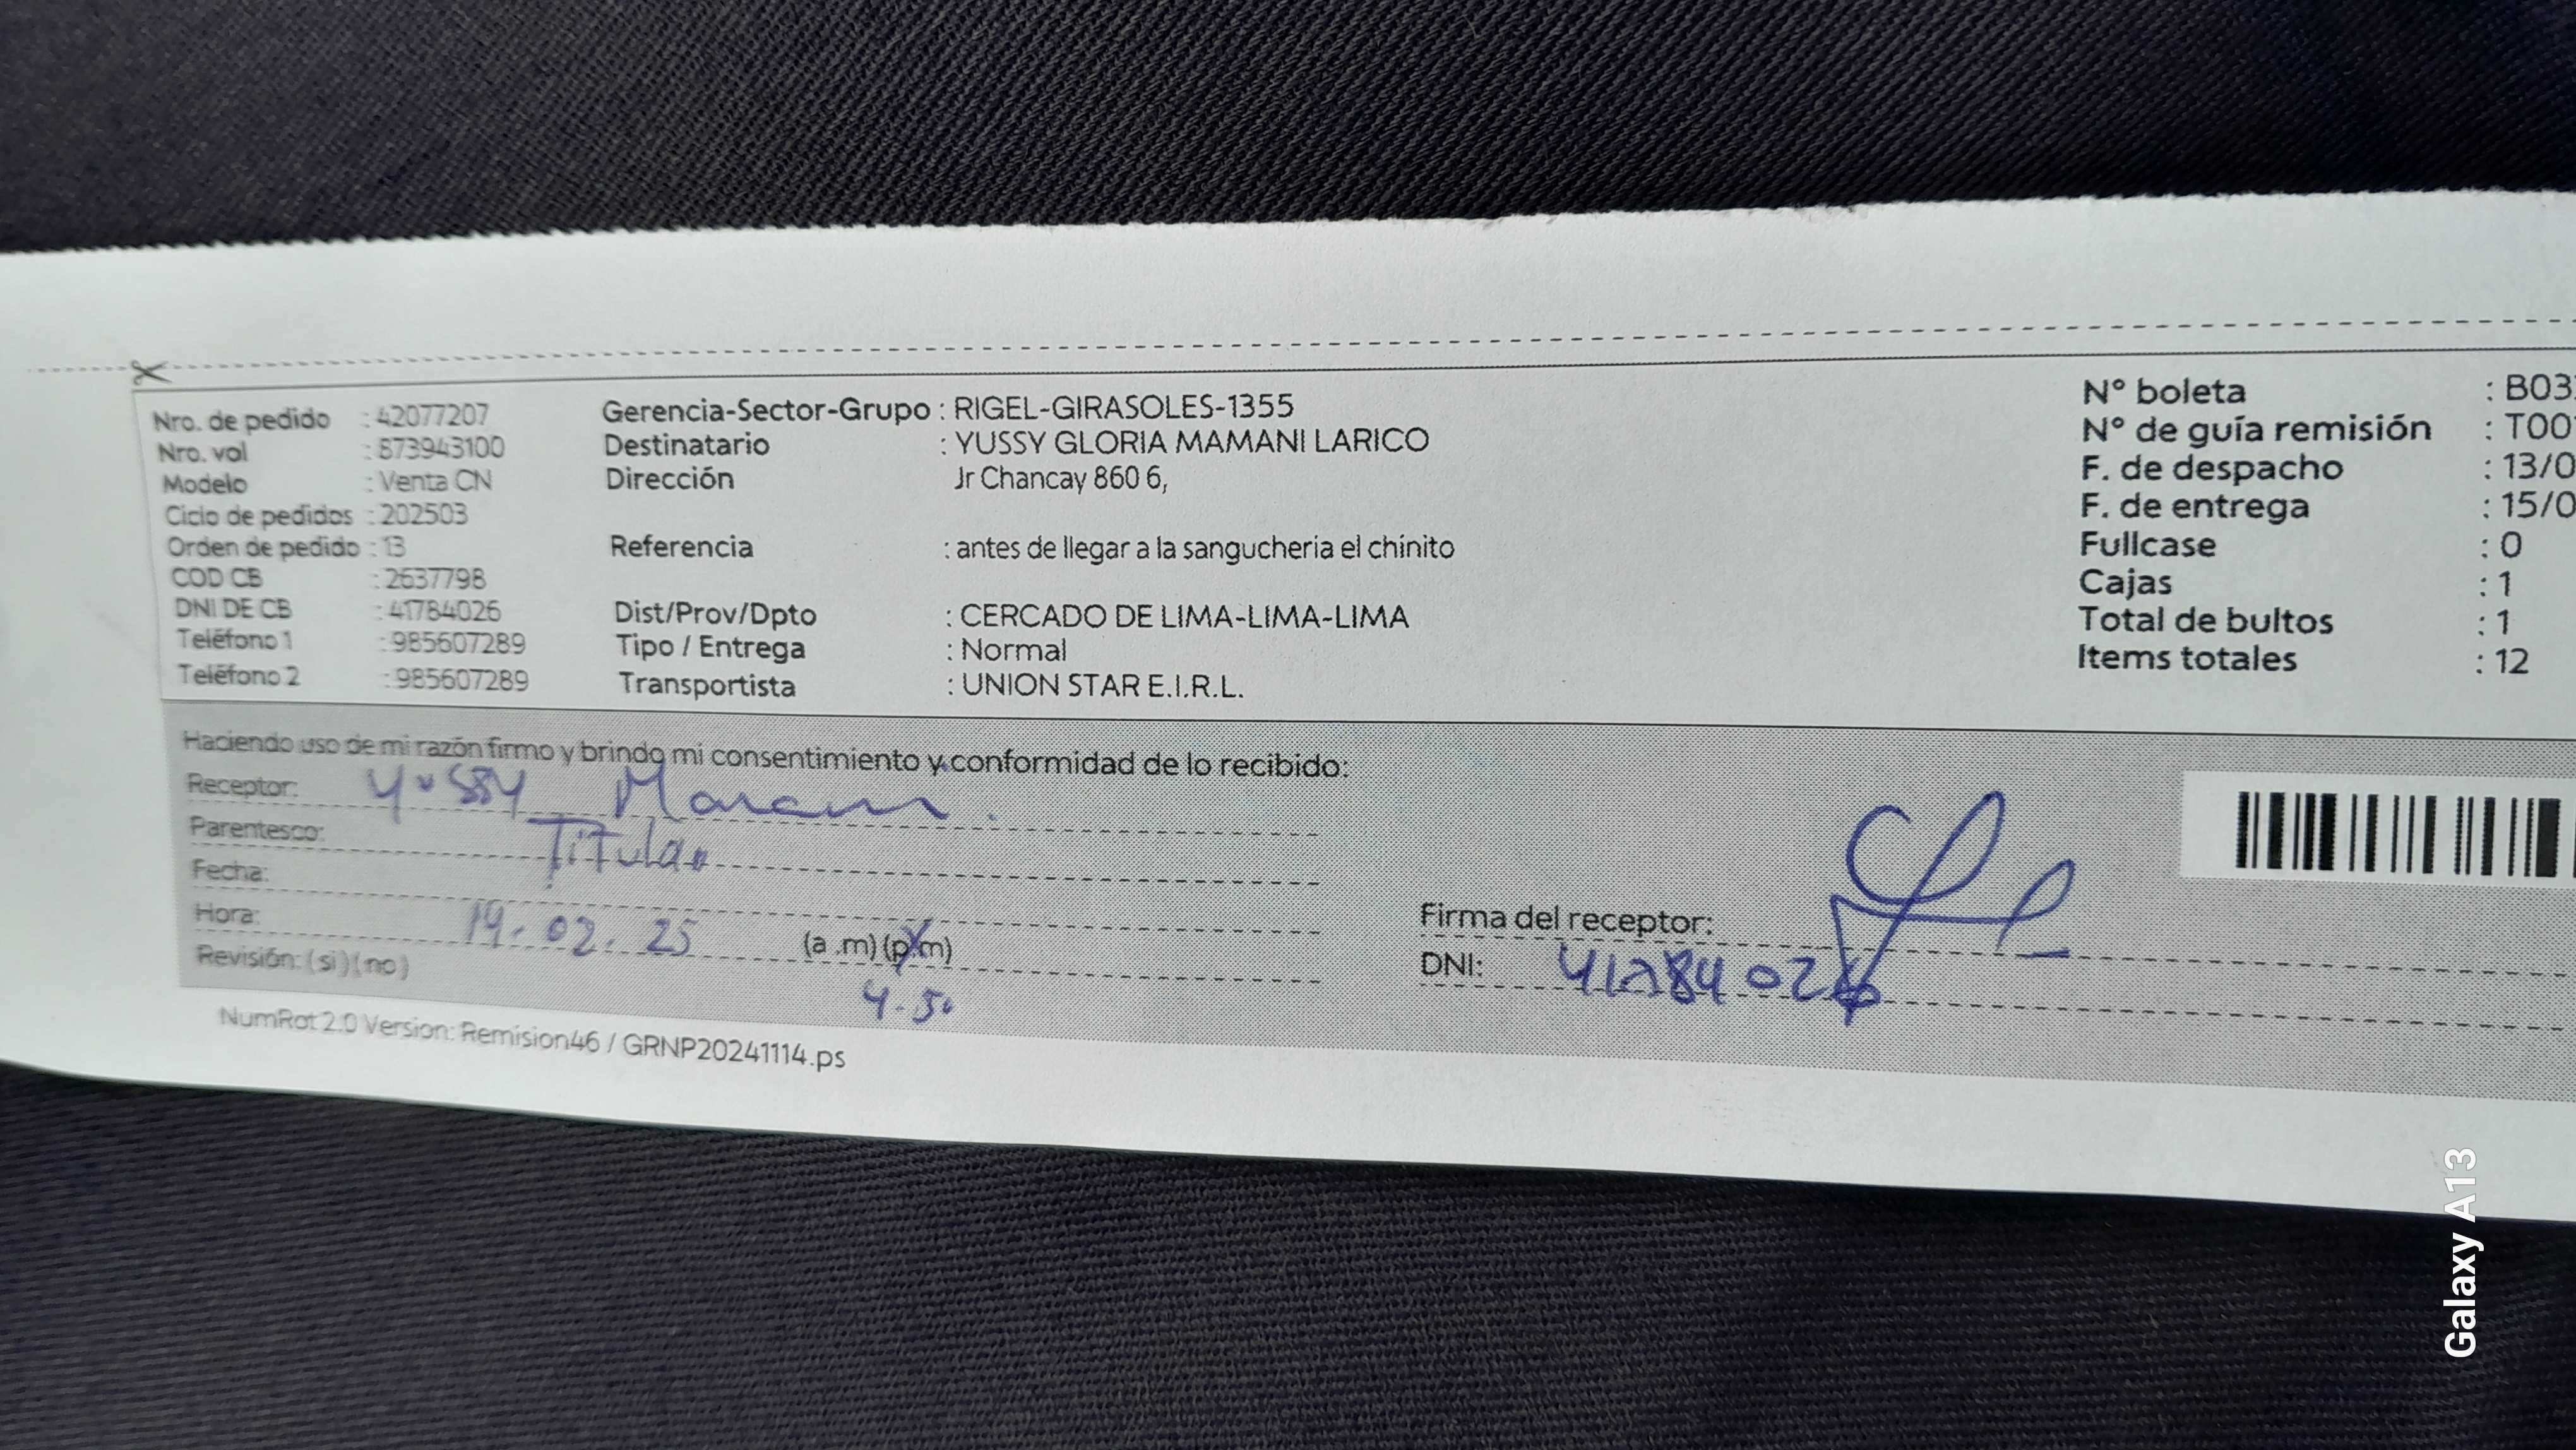 Nro. de pedido : 42077207
Nro. vol : 873943100
Modelo : Venta CN
Ciclo de pedidos : 202503
Orden de pedido : 13
COD CB : 2637798
DNI DE CB : 41784026
Teléfono 1 : 985607289
Teléfono 2 : 985607289
Gerencia-Sector-Grupo : RIGEL-GIRASOLES-1355
Destinatario : YUSSY GLORIA MAMANI LARICO
Dirección Jr Chancay 860 6,
Referencia : antes de llegar a la sangucheria el chinito
Dist/Prov/Dpto : CERCADO DE LIMA-LIMA-LIMA
Tipo / Entrega : Normal
Transportista : UNION STAR E.I.R.L.
N° boleta : B03
N° de guía remisión : T00
F. de despacho : 13/0
F. de entrega : 15/0
Fullcase : 0
Cajas : 1
Total de bultos : 1
Items totales : 12
Haciendo uso de mi razón firmo y brindo mi consentimiento y conformidad de lo recibido:
Receptor: Yussy
Parentesco: Titular
Fecha:
Hora: 14.02.25 (a.m) (p.m)
Revisión: (si) (no)
Firma del receptor:
DNI: 41784026
NumRot 2.0 Version: Remision46 / GRNP20241114.ps
Galaxy A13